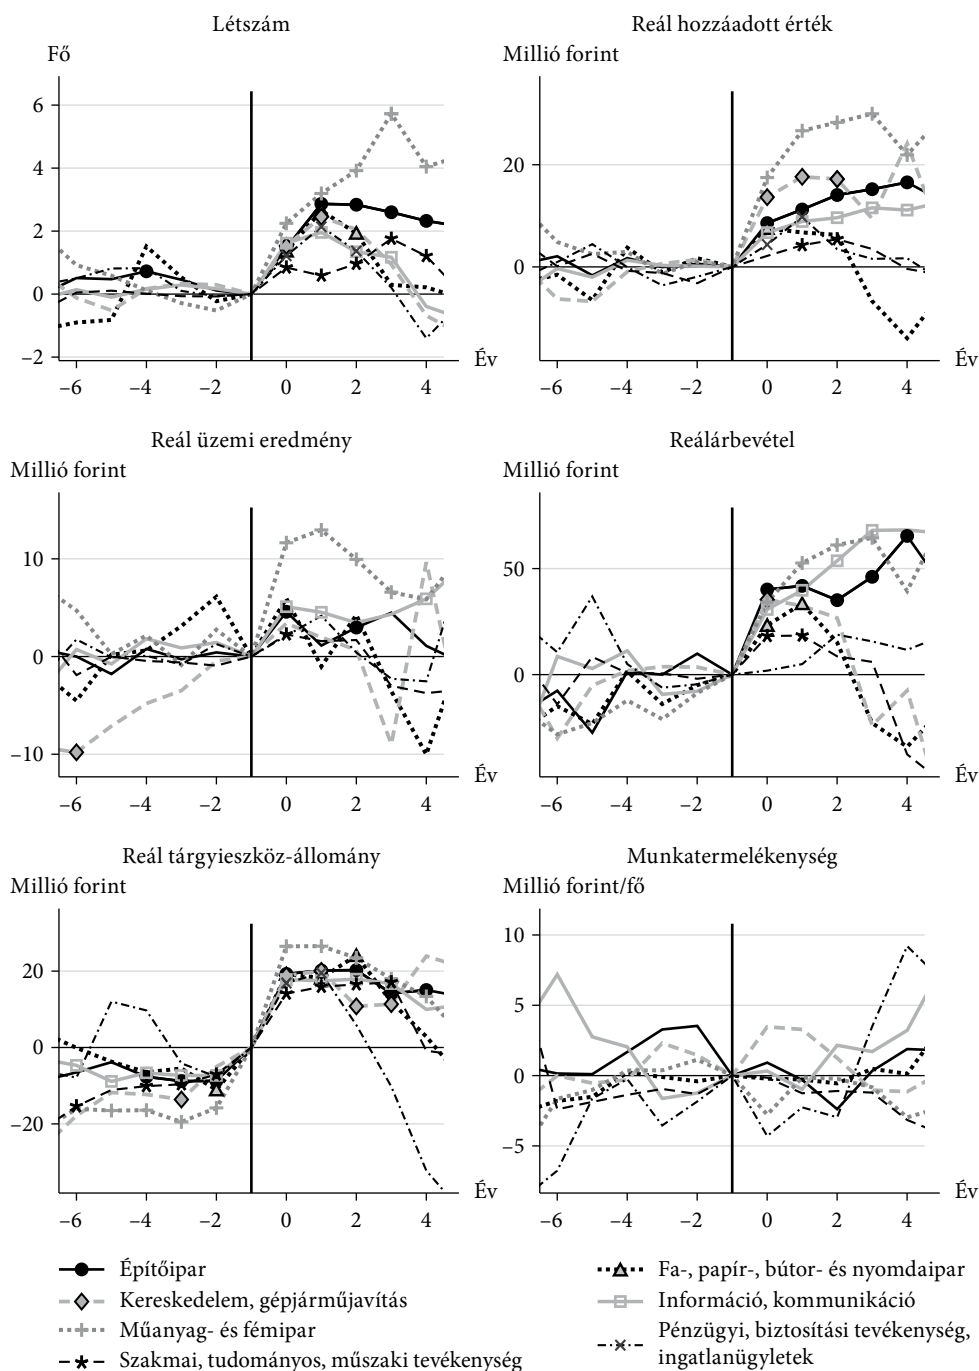 Létszám
Fő
6
4
2
0
–2
–6 –4 –2 0 2 4
Év
Reál hozzáadott érték
Millió forint
20
0
–6 –4 –2 0 2 4
Év
Reál üzemi eredmény
Millió forint
10
0
–10
–6 –4 –2 0 2 4
Év
Reálárbevétel
Millió forint
50
0
–6 –4 –2 0 2 4
Év
Reál tárgyieszköz-állomány
Millió forint
20
0
–20
–6 –4 –2 0 2 4
Év
Munkatermelékenység
Millió forint/fő
10
5
0
–5
–6 –4 –2 0 2 4
Év
Építőipar
Kereskedelem, gépjárműjavítás
Műanyag- és fémipar
Szakmai, tudományos, műszaki tevékenység
Fa-, papír-, bútor- és nyomdaipar
Információ, kommunikáció
Pénzügyi, biztosítási tevékenység,
ingatlanügyletek